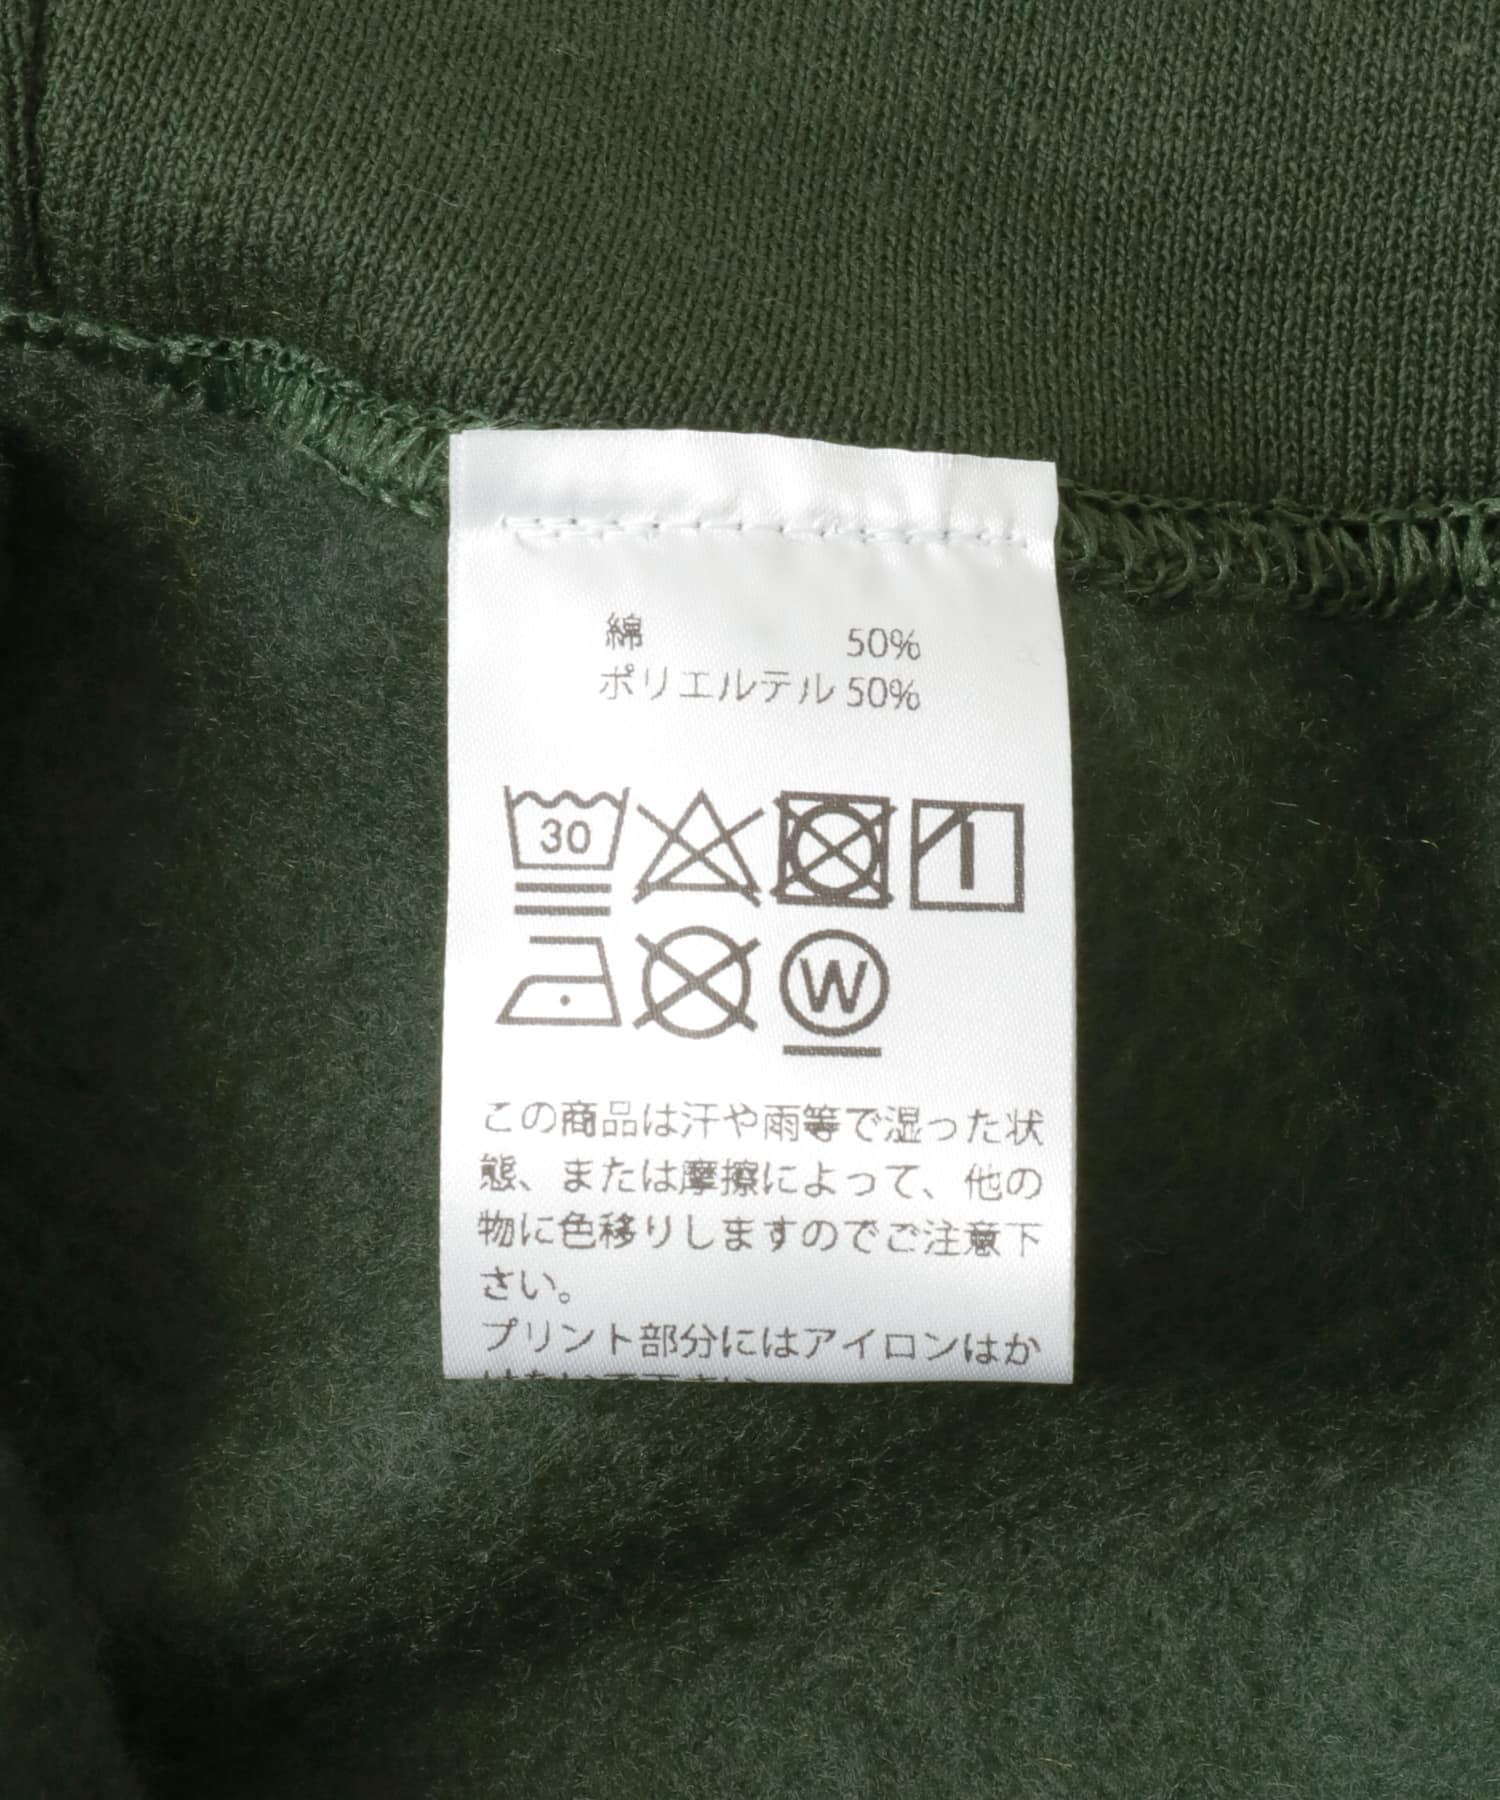 綿 50%
ポリエルテル 50%
30
W
この商品は汗や雨等で湿った状
態、または摩擦によって、他の
物に色移りしますのでご注意下
さい。
プリント部分にはアイロンはか